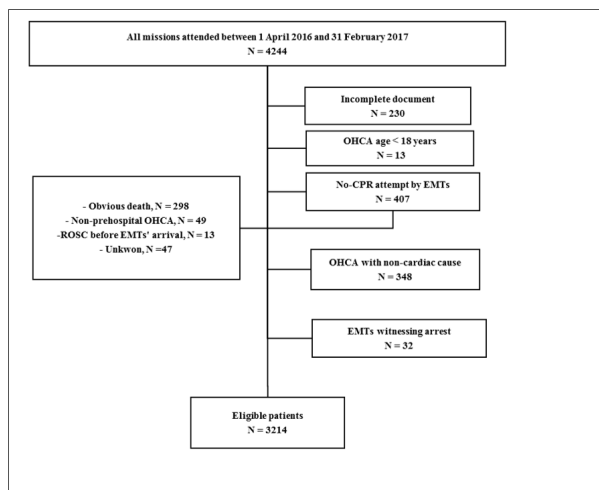 All missions attended between 1 April 2016 and 31 February 2017
N = 4244
Incomplete document
N = 230
OHCA age < 18 years
N = 13
No-CPR attempt by EMTs
N = 407
- Obvious death, N = 298
- Non-prehospital OHCA, N = 49
-ROSC before EMTs' arrival, N = 13
- Unkwon, N =47
OHCA with non-cardiac cause
N = 348
EMTs witnessing arrest
N = 32
Eligible patients
N = 3214